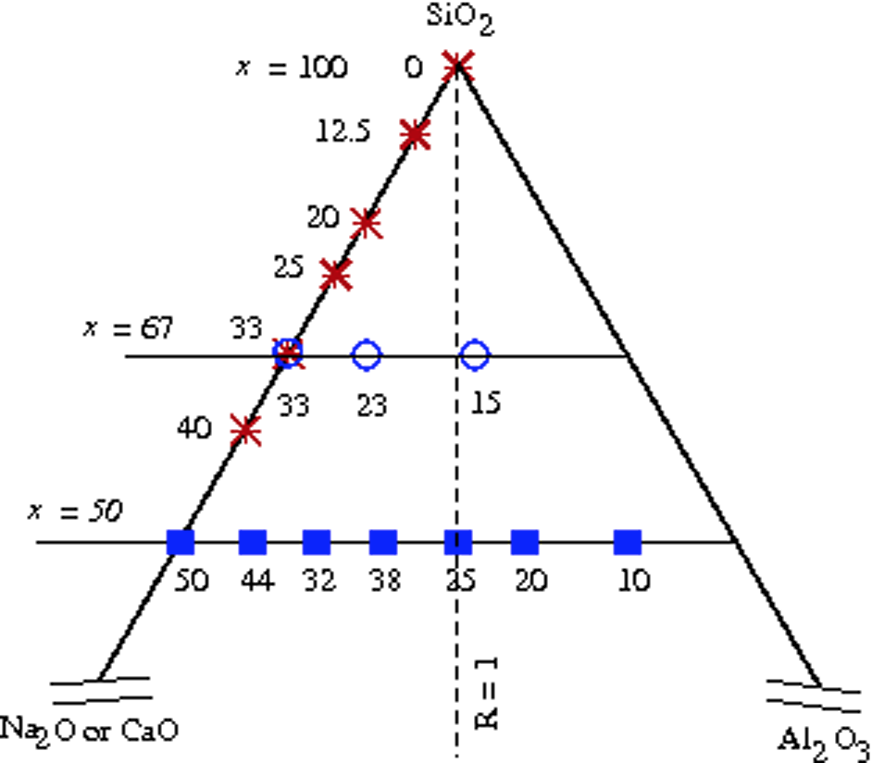 SiO2
x = 100 0
12.5
20
25
x = 67 33
33 23 15
40
x = 50
50 44 32 38 25 20 10
R = 1
Na2O or CaO
Al2O3